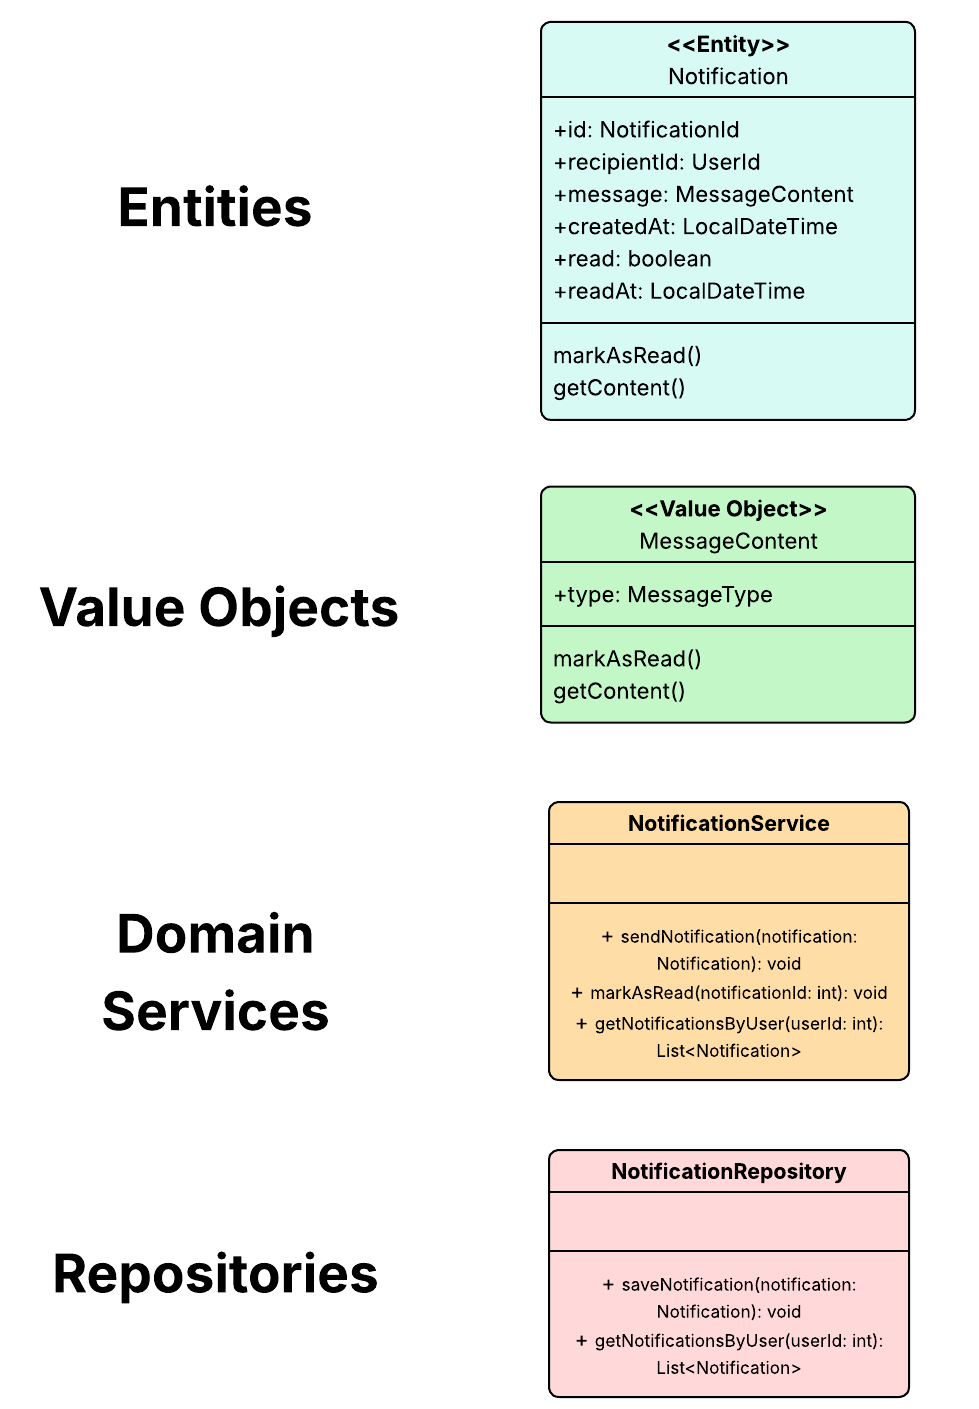 Entities
<<Entity>>
Notification
+id: NotificationId
+recipientId: UserId
+message: MessageContent
+createdAt: LocalDateTime
+read: boolean
+readAt: LocalDateTime
markAsRead()
getContent()
Value Objects
<<Value Object>>
MessageContent
+type: MessageType
markAsRead()
getContent()
Domain
Services
NotificationService
+ sendNotification(notification:
Notification): void
+ markAsRead(notificationId: int): void
+ getNotificationsByUser(userId: int):
List<Notification>
Repositories
NotificationRepository
+ saveNotification(notification:
Notification): void
+ getNotificationsByUser(userId: int):
List<Notification>